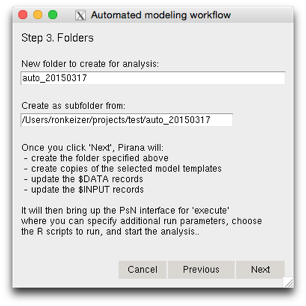 Automated modeling workflow
Step 3. Folders
New folder to create for analysis:
auto_20150317
Create as subfolder from:
/Users/ronkeizer/projects/test/auto_20150317
Once you click 'Next', Pirana will:
- create the folder specified above
- create copies of the selected model templates
- update the $DATA records
- update the $INPUT records
It will then bring up the PsN interface for 'execute'
where you can specify additional run parameters, choose
the R scripts to run, and start the analysis..
Cancel Previous Next